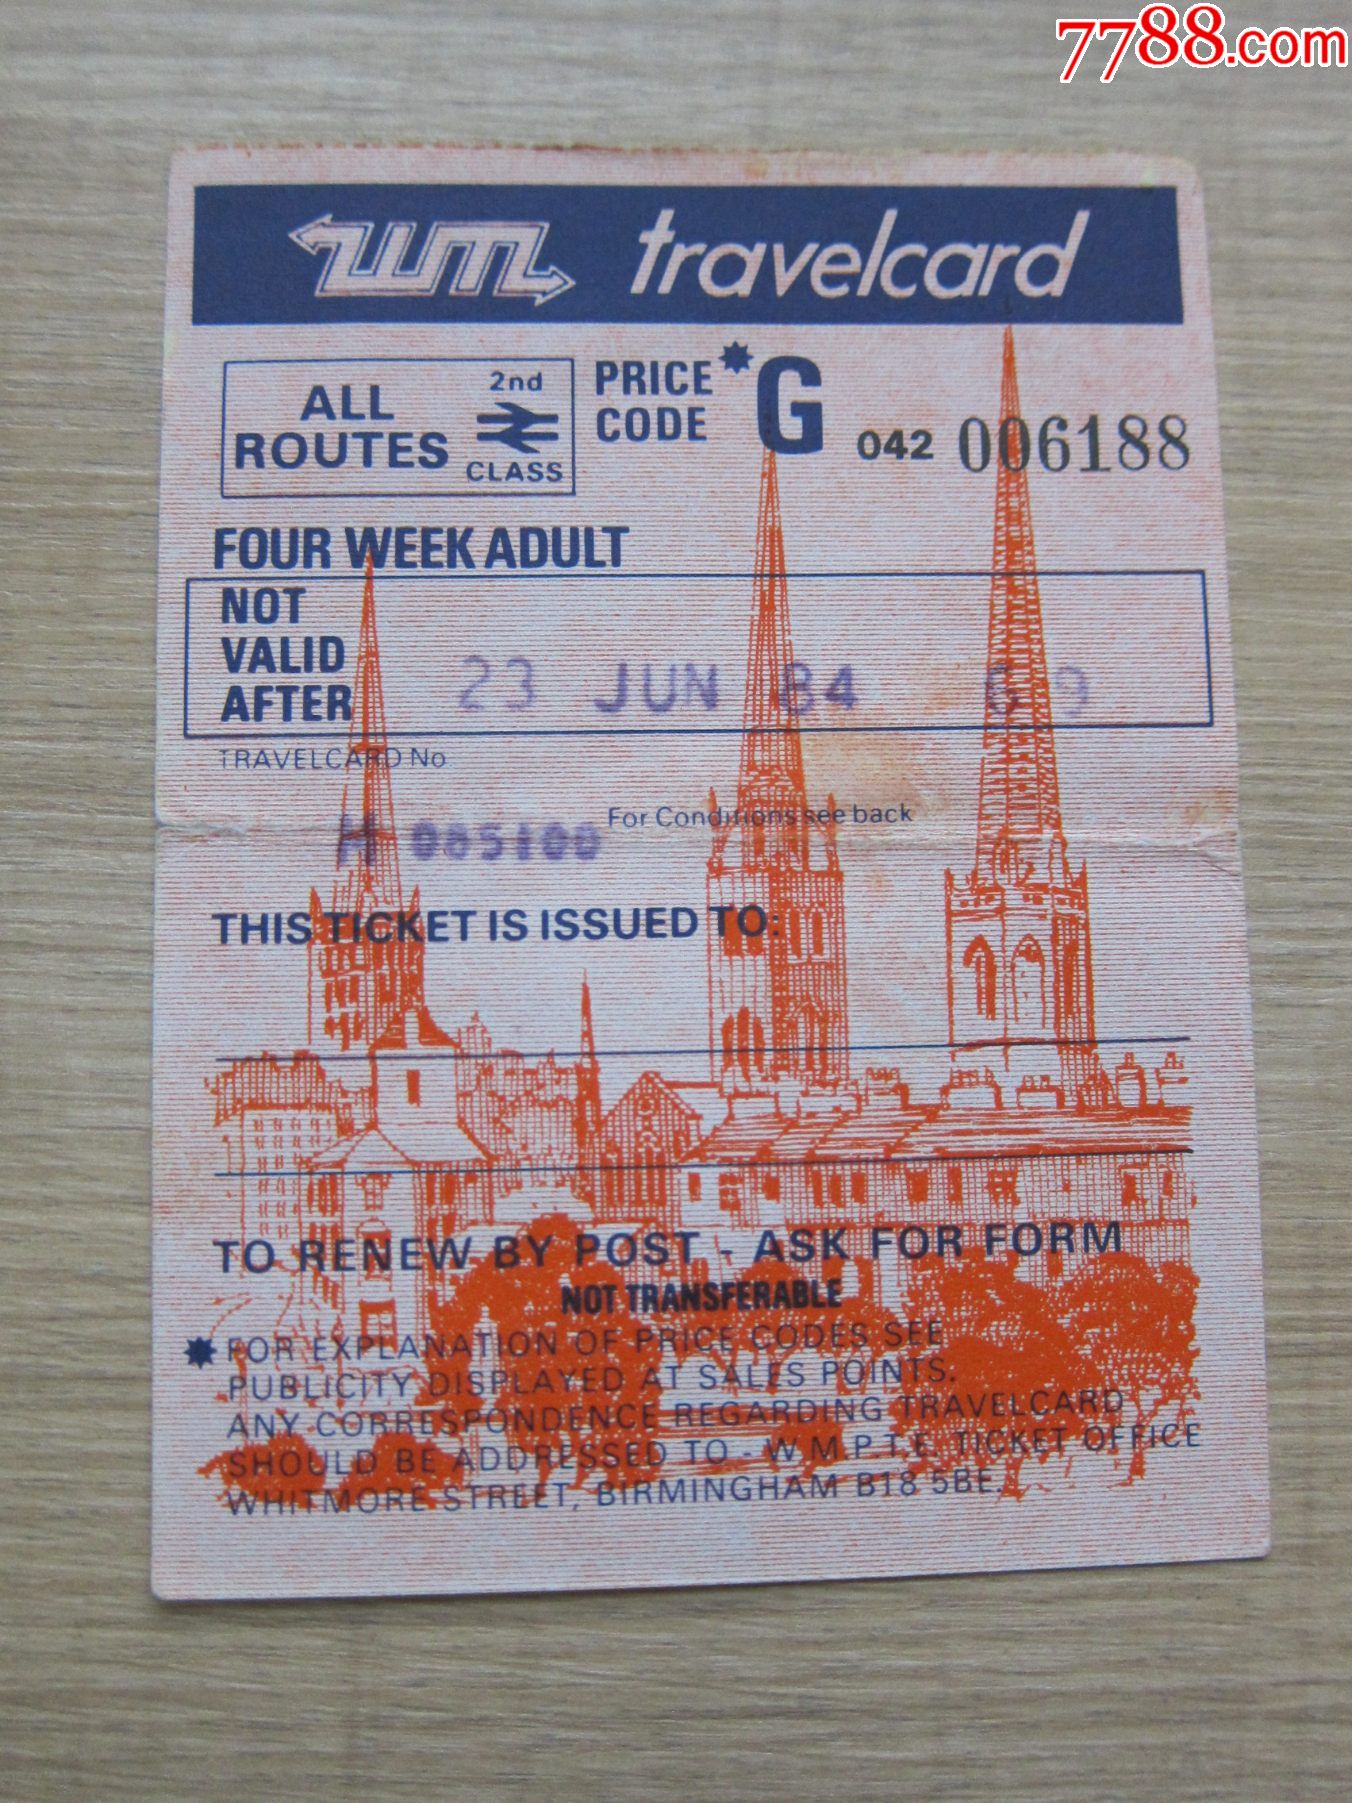 7788.com
WM travelcard
ALL ROUTES
2nd
CLASS
PRICE CODE
*G
042 006188
FOUR WEEK ADULT
NOT
VALID
AFTER
23 JUN 84
TRAVELCARD No
For Conditions see back
H 085100
THIS TICKET IS ISSUED TO:
TO RENEW BY POST - ASK FOR FORM
NOT TRANSFERABLE
* FOR EXPLANATION OF PRICE CODES SEE
PUBLICITY DISPLAYED AT SALES POINTS.
ANY CORRESPONDENCE REGARDING TRAVELCARD
SHOULD BE ADDRESSED TO - W.M.P.T.E. TICKET OFFICE
WHITMORE STREET, BIRMINGHAM B18 5BE.